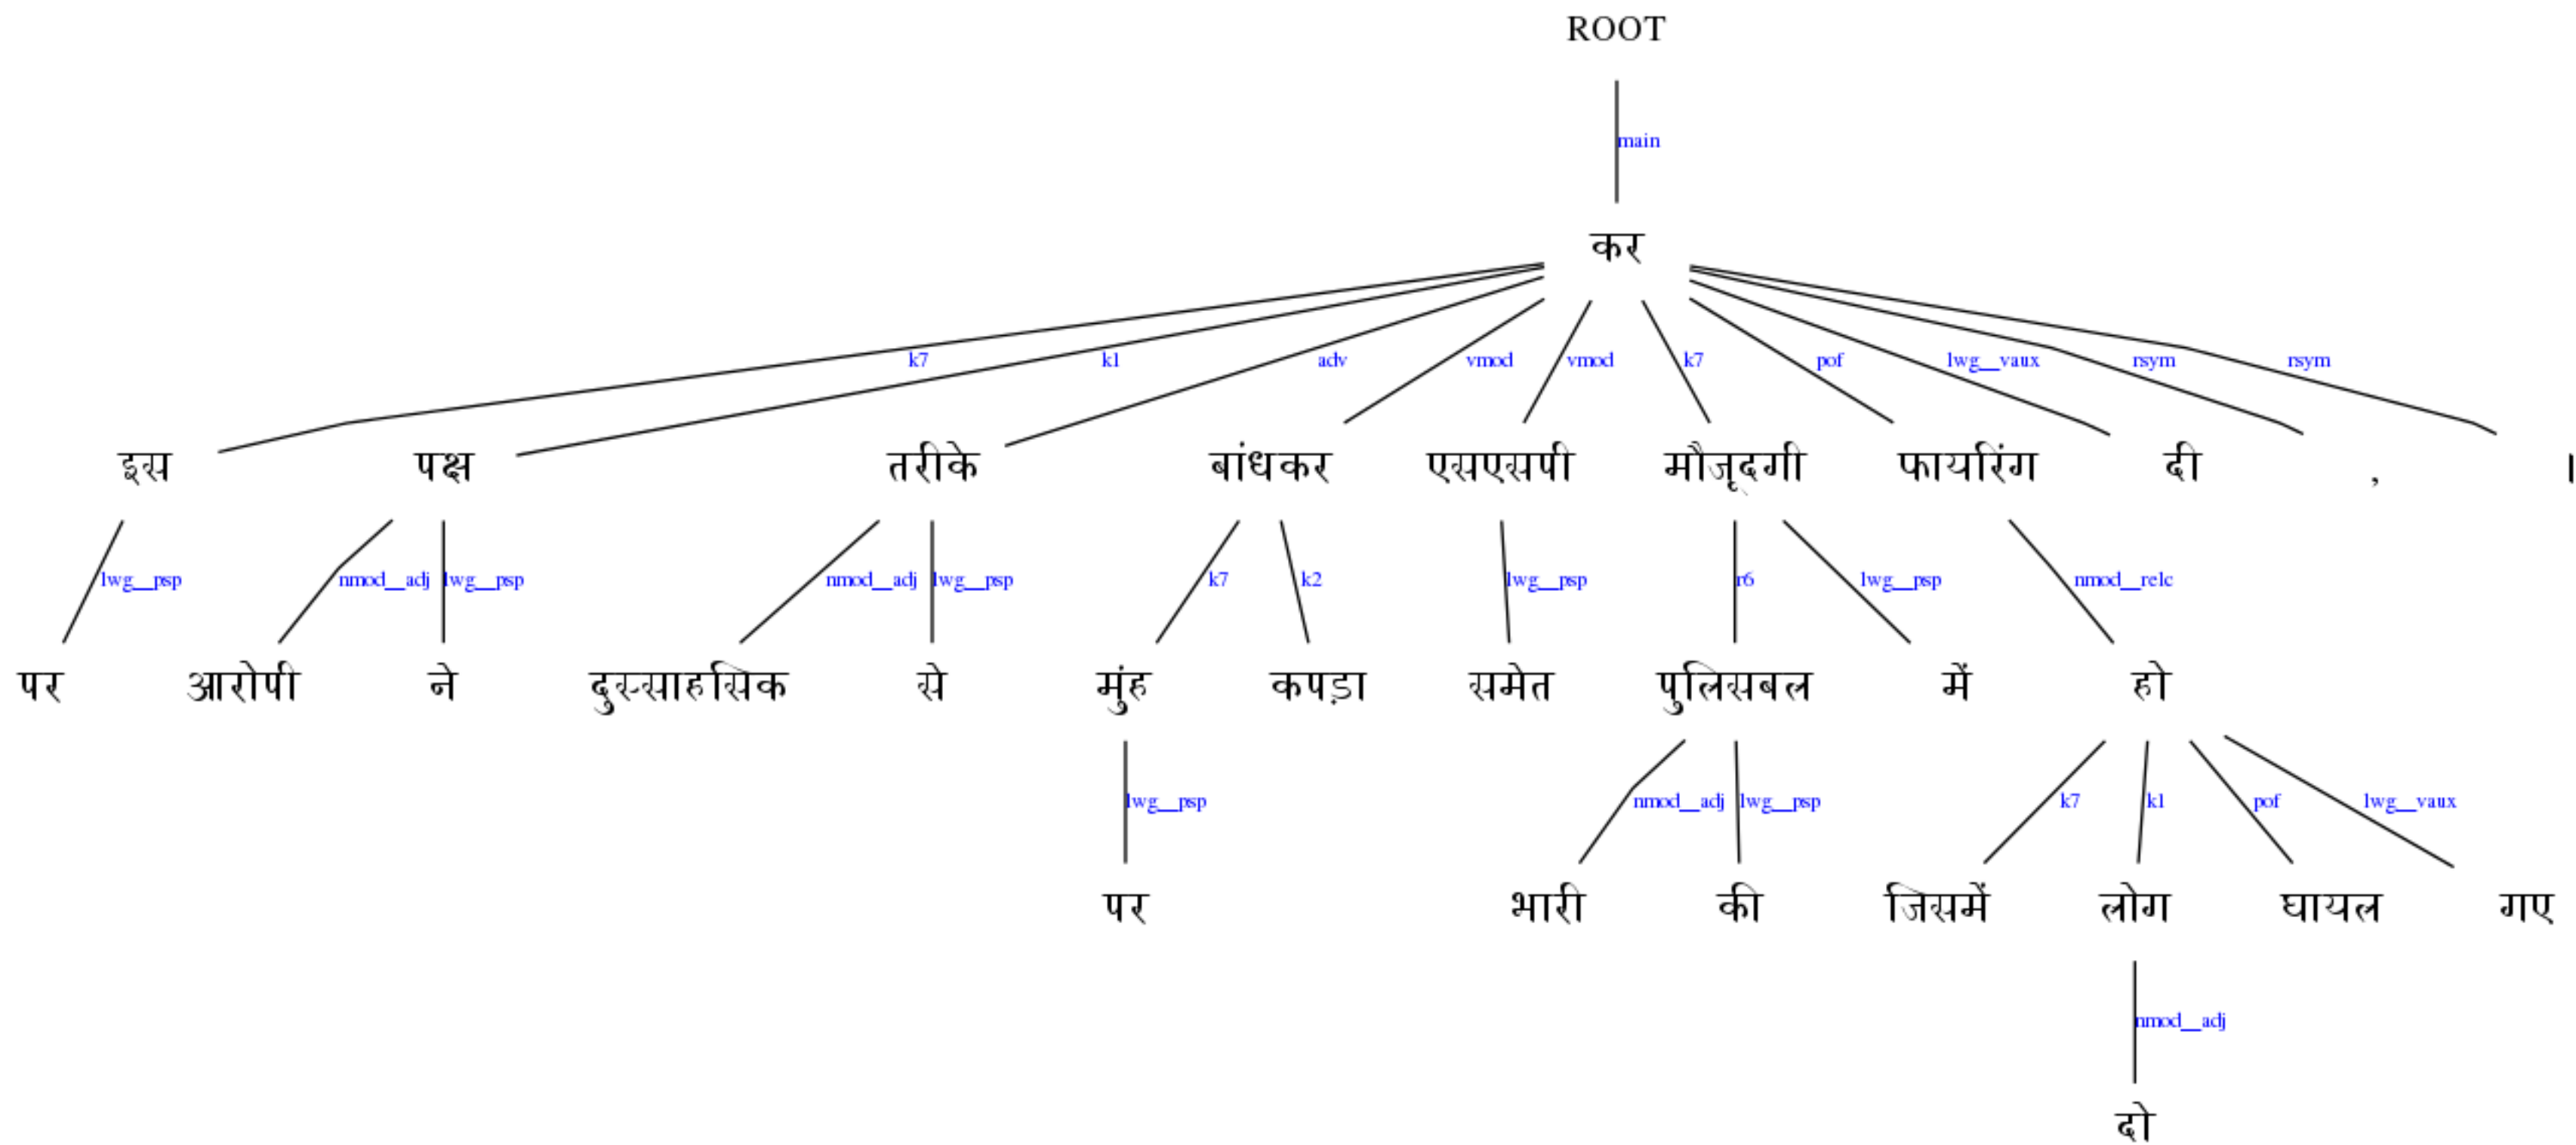 ROOT
main
कर
k7 k1 adv vmod vmod k7 pof lwg__vaux rsym rsym
इस पक्ष तरीके बांधकर एसएसपी मौजूदगी फायरिंग दी , ।
lwg__psp nmod__adj lwg__psp nmod__adj lwg__psp k7 k2 lwg__psp r6 lwg__psp nmod__relc
पर आरोपी ने दुस्साहसिक से मुंह कपड़ा समेत पुलिसबल में हो
lwg__psp nmod__adj lwg__psp k7 k1 pof lwg__vaux
पर भारी की जिसमें लोग घायल गए
nmod__adj
दो